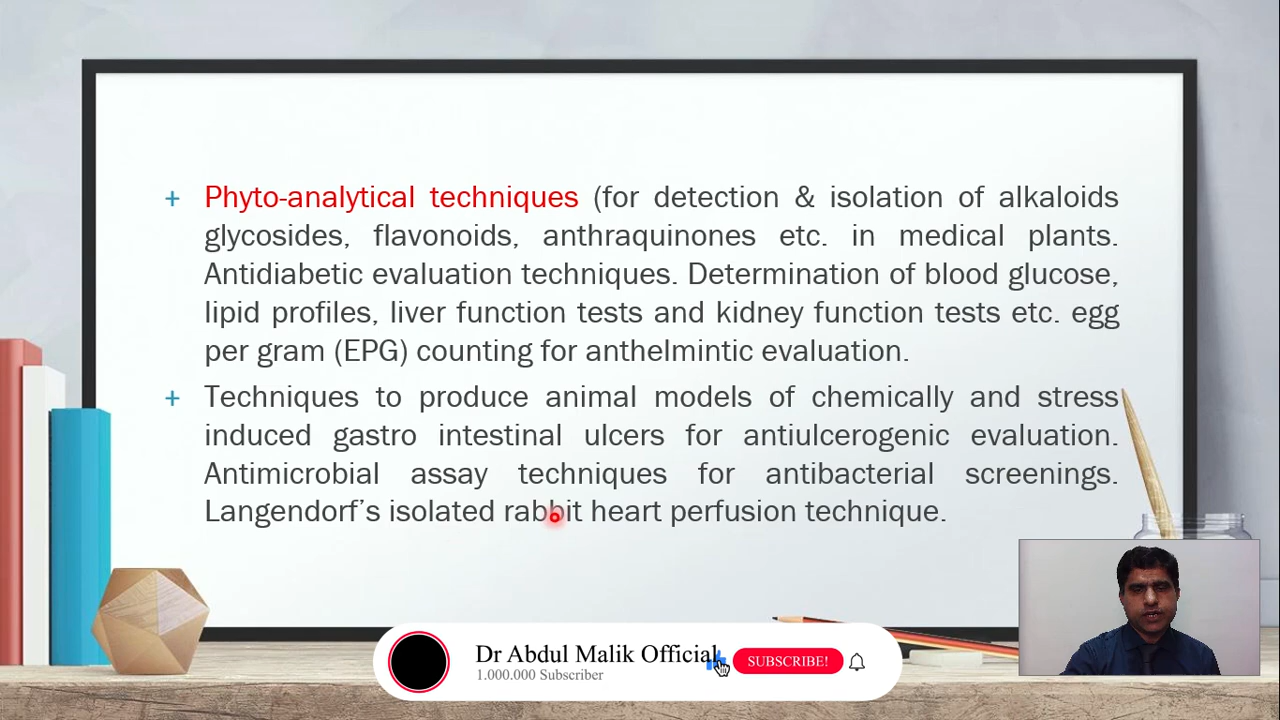 + Phyto-analytical techniques (for detection & isolation of alkaloids
glycosides, flavonoids, anthraquinones etc. in medical plants.
Antidiabetic evaluation techniques. Determination of blood glucose,
lipid profiles, liver function tests and kidney function tests etc. egg
per gram (EPG) counting for anthelmintic evaluation.
+ Techniques to produce animal models of chemically and stress
induced gastro intestinal ulcers for antiulcerogenic evaluation.
Antimicrobial assay techniques for antibacterial screenings.
Langendorf's isolated rabbit heart perfusion technique.
Dr Abdul Malik Official
1.000.000 Subscriber
SUBSCRIBE!